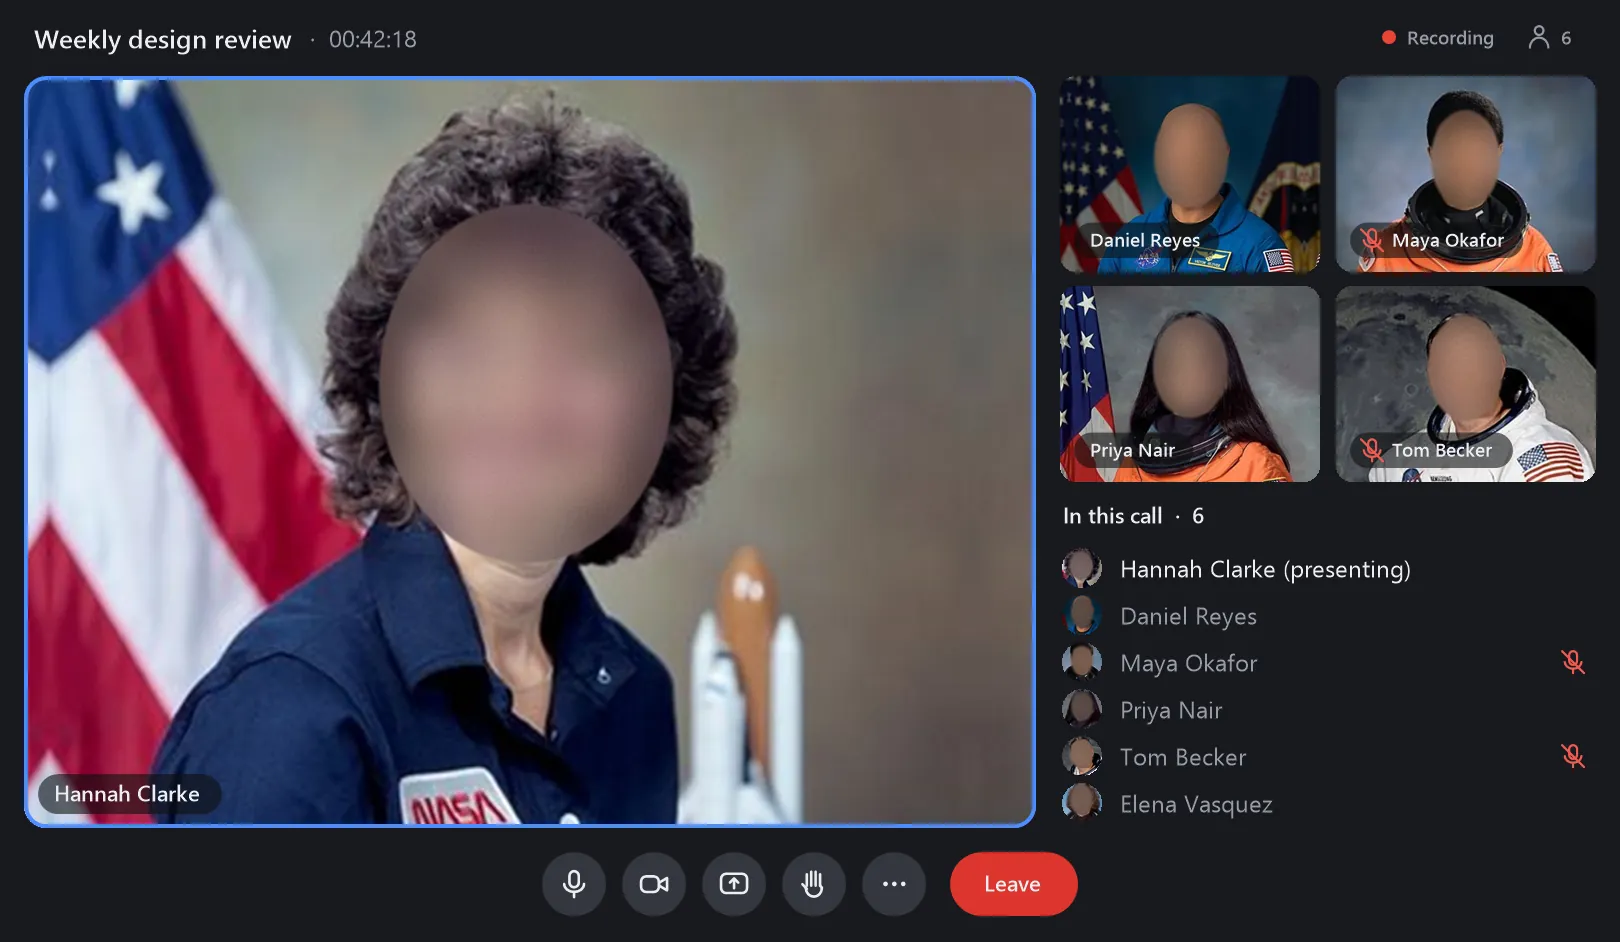 Weekly design review · 00:42:18
Recording 6
Hannah Clarke
NASA
Daniel Reyes
Maya Okafor
Priya Nair
Tom Becker
In this call · 6
Hannah Clarke (presenting)
Daniel Reyes
Maya Okafor
Priya Nair
Tom Becker
Elena Vasquez
Leave